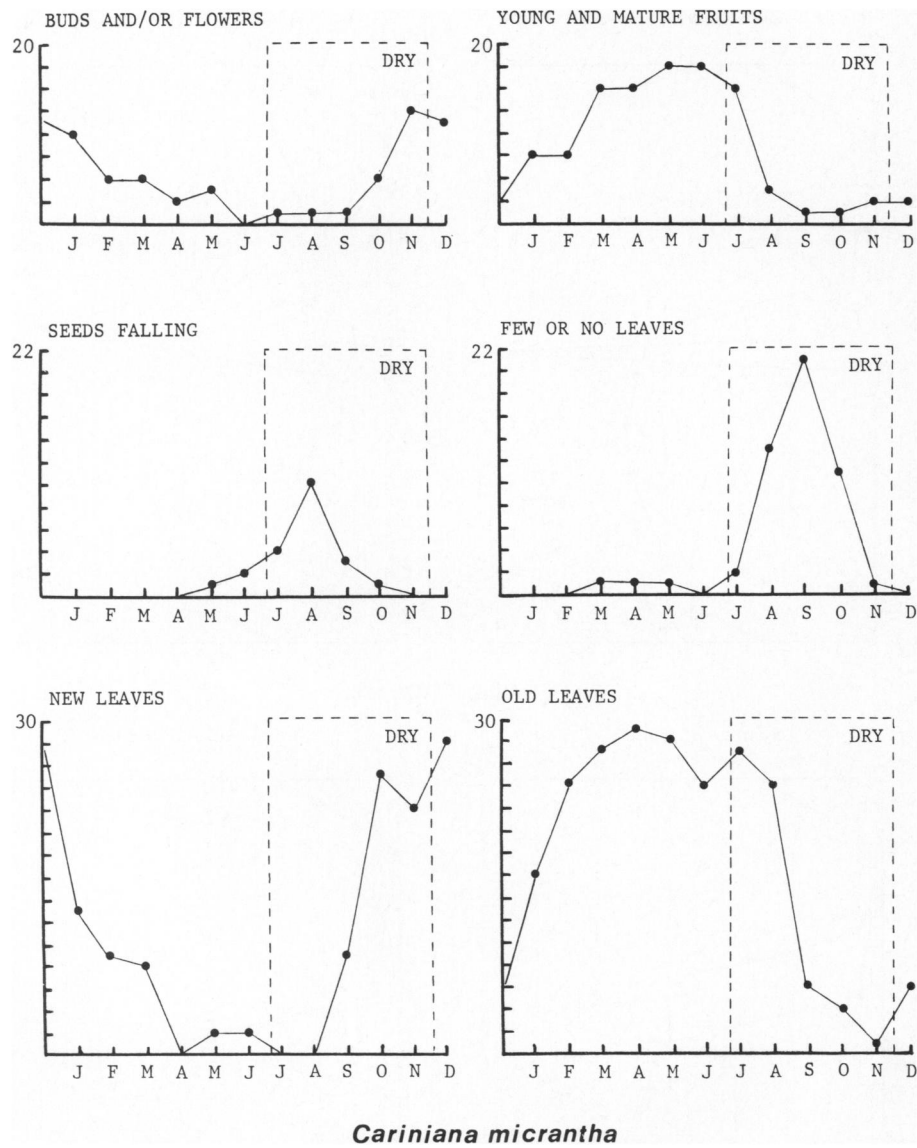 BUDS AND/OR FLOWERS
20
DRY
J F M A M J J A S O N D
YOUNG AND MATURE FRUITS
20
DRY
J F M A M J J A S O N D
SEEDS FALLING
22
DRY
J F M A M J J A S O N D
FEW OR NO LEAVES
22
DRY
J F M A M J J A S O N D
NEW LEAVES
30
DRY
J F M A M J J A S O N D
OLD LEAVES
30
DRY
J F M A M J J A S O N D
Cariniana micrantha